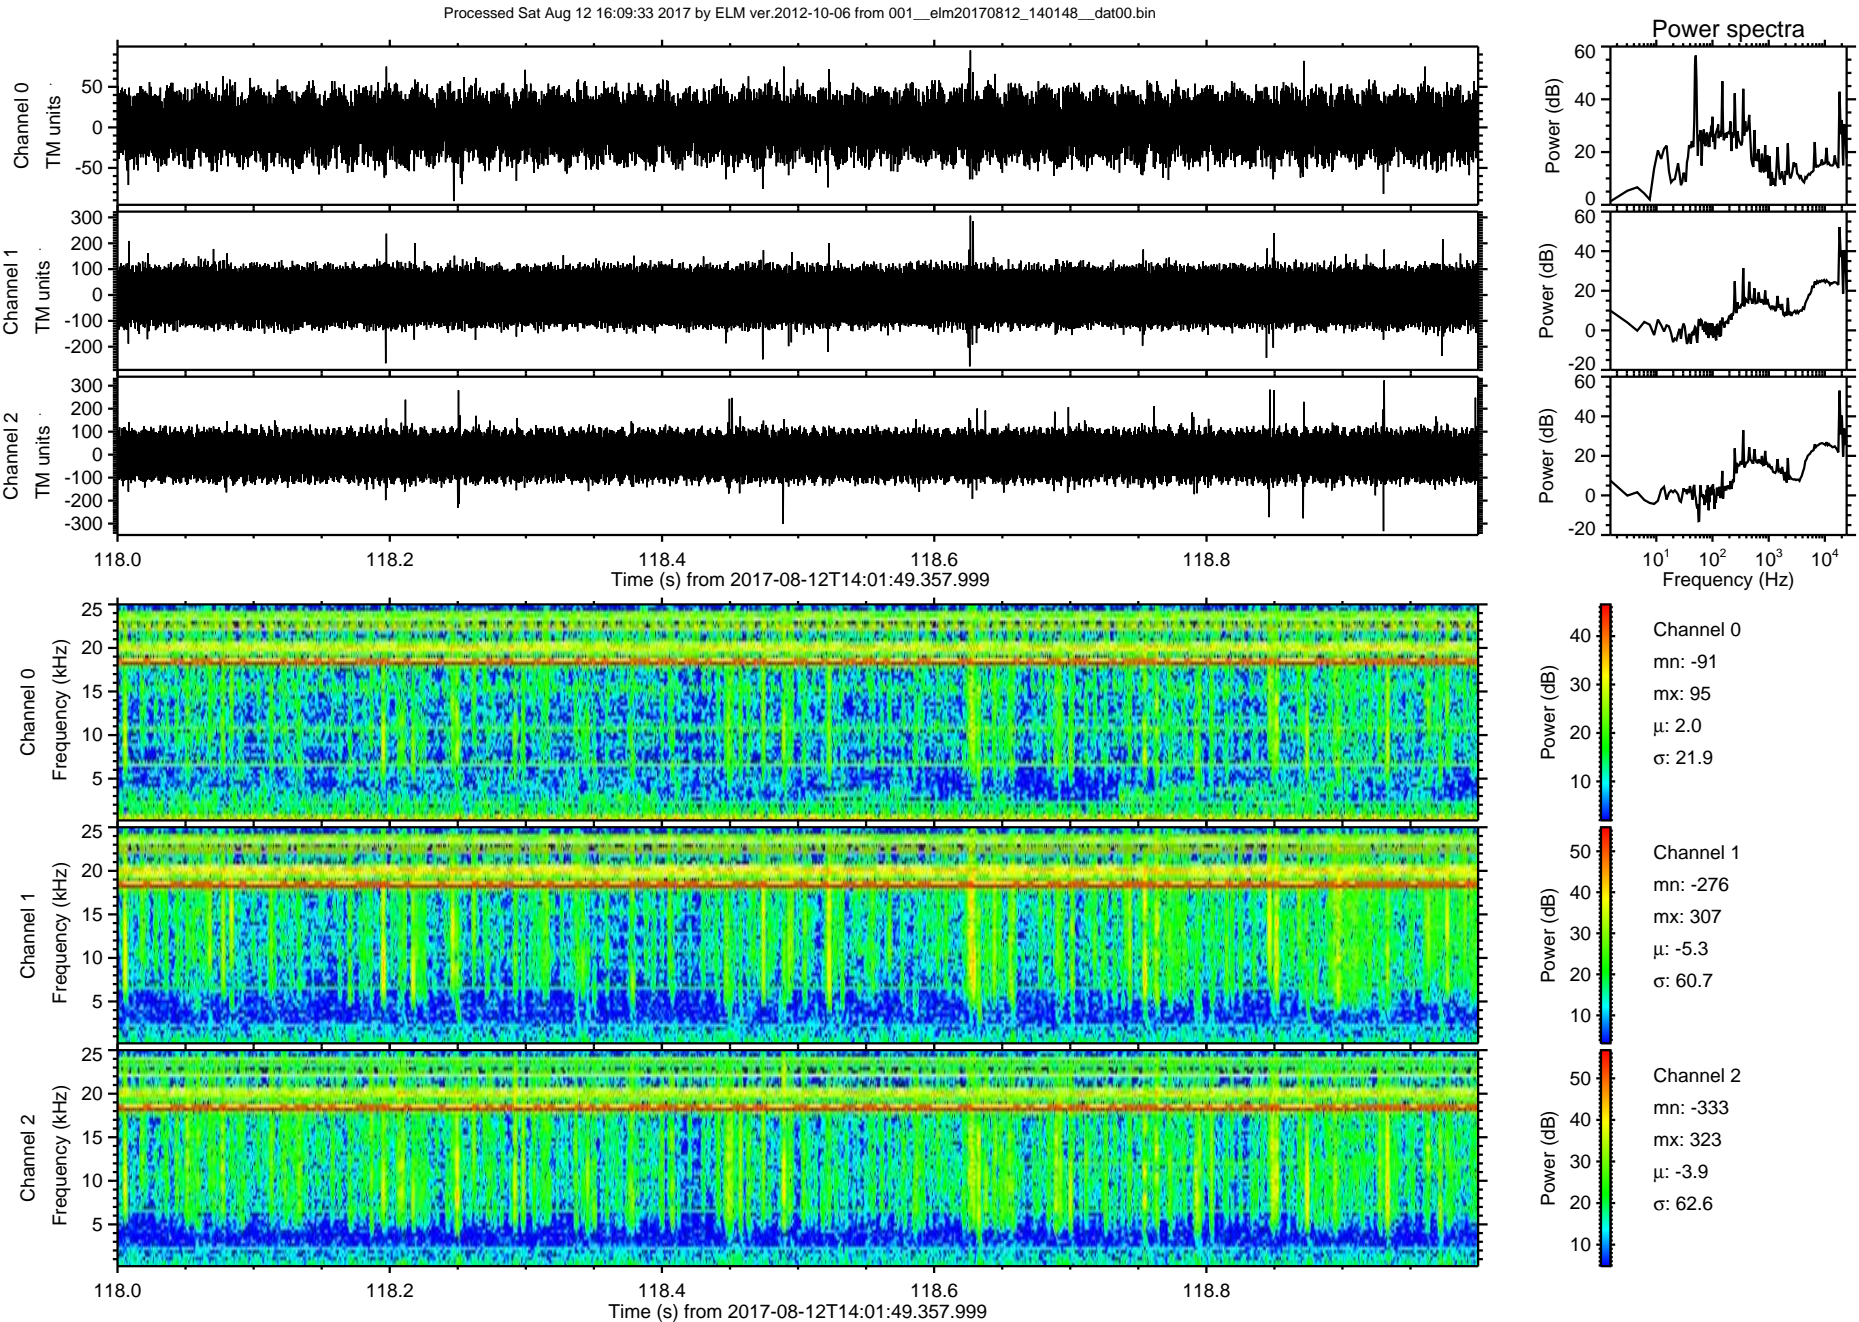 Processed Sat Aug 12 16:09:33 2017 by ELM ver.2012-10-06 from 001__elm20170812_140148__dat00.bin
Power spectra
Channel 0
TM units
50
0
-50
Power (dB)
60
40
20
0
Channel 1
TM units
300
200
100
0
-100
-200
Power (dB)
60
40
20
0
-20
Channel 2
TM units
300
200
100
0
-100
-200
-300
Power (dB)
60
40
20
0
-20
118.0 118.2 118.4 118.6 118.8
Time (s) from 2017-08-12T14:01:49.357.999
10¹ 10² 10³ 10⁴
Frequency (Hz)
Channel 0
Frequency (kHz)
25
20
15
10
5
Power (dB)
40
30
20
10
Channel 0
mn: -91
mx: 95
μ: 2.0
σ: 21.9
Channel 1
Frequency (kHz)
25
20
15
10
5
Power (dB)
50
40
30
20
10
Channel 1
mn: -276
mx: 307
μ: -5.3
σ: 60.7
Channel 2
Frequency (kHz)
25
20
15
10
5
Power (dB)
50
40
30
20
10
Channel 2
mn: -333
mx: 323
μ: -3.9
σ: 62.6
118.0 118.2 118.4 118.6 118.8
Time (s) from 2017-08-12T14:01:49.357.999